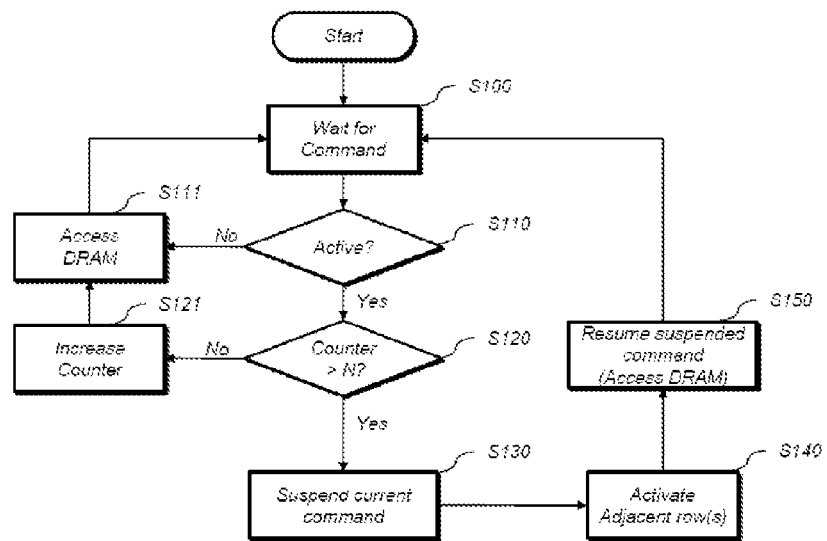 Start
S100
Wait for
Command
S111
Access
DRAM
No
Active?
S110
Yes
S121
Increase
Counter
No
Counter
> N?
S120
Yes
S150
Resume suspended
command
(Access DRAM)
S130
Suspend current
command
S140
Activate
Adjacent row(s)